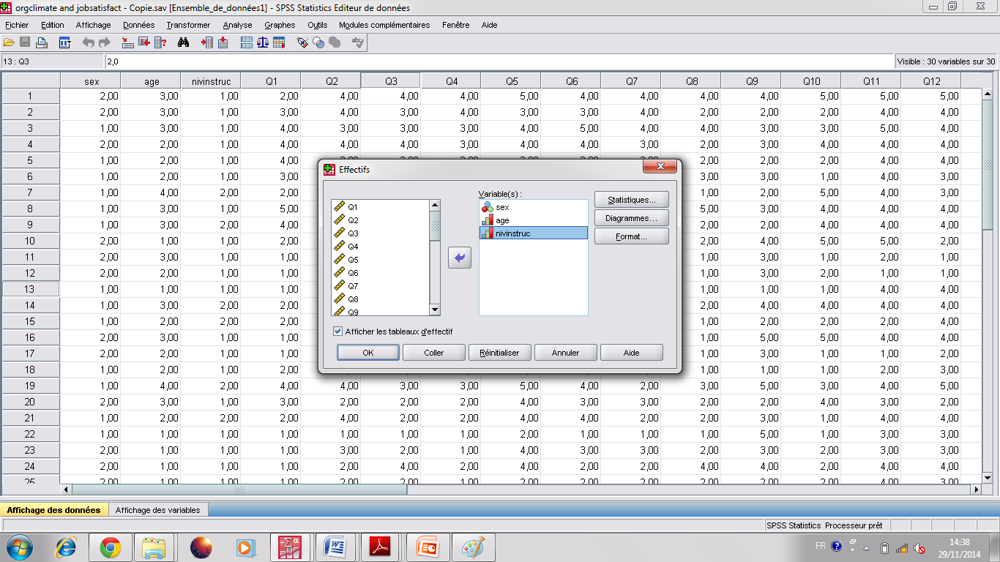 orgclimate and jobsatisfact - Copie.sav [Ensemble_de_données1] - SPSS Statistics Editeur de données
Fichier Edition Affichage Données Transformer Analyse Graphes Outils Modules complémentaires Fenêtre Aide
13 : Q3 2,0 Visible : 30 variables sur 30
sex age nivinstruc Q1 Q2 Q3 Q4 Q5 Q6 Q7 Q8 Q9 Q10 Q11 Q12
1 2,00 3,00 1,00 2,00 4,00 4,00 4,00 5,00 4,00 4,00 4,00 4,00 5,00 5,00 5,00
2 2,00 3,00 1,00 3,00 4,00 3,00 4,00 3,00 3,00 4,00 2,00 2,00 2,00 4,00 4,00
3 1,00 3,00 1,00 4,00 3,00 3,00 3,00 4,00 5,00 4,00 4,00 3,00 3,00 5,00 4,00
4 2,00 2,00 1,00 4,00 4,00 4,00 3,00 4,00 4,00 3,00 2,00 3,00 4,00 4,00 4,00
5 1,00 2,00 1,00 4,00 2,00 2,00 2,00 4,00 4,00
6 1,00 2,00 1,00 3,00 3,00 3,00 1,00 4,00 4,00
7 1,00 4,00 2,00 2,00 1,00 2,00 5,00 4,00 3,00
8 1,00 3,00 1,00 5,00 5,00 3,00 3,00 4,00 4,00
9 1,00 3,00 2,00 4,00 2,00 2,00 4,00 4,00 4,00
10 2,00 1,00 1,00 2,00 2,00 4,00 5,00 5,00 2,00
11 2,00 3,00 1,00 1,00 1,00 3,00 1,00 2,00 1,00
12 2,00 2,00 1,00 1,00 1,00 3,00 2,00 1,00 1,00
13 1,00 1,00 1,00 1,00 1,00 1,00 1,00 4,00 4,00
14 1,00 3,00 2,00 2,00 2,00 4,00 4,00 4,00 4,00
15 1,00 2,00 2,00 2,00 1,00 2,00 2,00 2,00 4,00
16 2,00 3,00 1,00 1,00 1,00 5,00 5,00 4,00 4,00
17 2,00 2,00 1,00 1,00 1,00 3,00 1,00 1,00 2,00
18 1,00 2,00 1,00 2,00 1,00 1,00 1,00 2,00 3,00
19 1,00 4,00 2,00 4,00 4,00 3,00 3,00 5,00 4,00 2,00 3,00 5,00 3,00 4,00 5,00
20 2,00 3,00 1,00 3,00 2,00 2,00 2,00 4,00 3,00 3,00 2,00 2,00 4,00 3,00 2,00
21 1,00 2,00 2,00 4,00 2,00 2,00 2,00 4,00 4,00 2,00 2,00 3,00 1,00 4,00 4,00
22 1,00 1,00 1,00 1,00 1,00 1,00 1,00 2,00 1,00 1,00 1,00 5,00 1,00 3,00 3,00
23 2,00 1,00 1,00 1,00 3,00 2,00 1,00 4,00 3,00 3,00 2,00 3,00 2,00 3,00 3,00
24 2,00 1,00 1,00 1,00 2,00 4,00 2,00 4,00 2,00 2,00 4,00 4,00 2,00 4,00 4,00
25 2,00 1,00 1,00 1,00 2,00 2,00 1,00 2,00 2,00 2,00 2,00 2,00 1,00 4,00 3,00
Effectifs
Variable(s) :
Q1
Q2
Q3
Q4
Q5
Q6
Q7
Q8
Q9
sex
age
nivinstruc
Statistiques...
Diagrammes...
Format...
Afficher les tableaux d'effectif
OK Coller Réinitialiser Annuler Aide
Affichage des données Affichage des variables
SPSS Statistics Processeur prêt
FR 14:38
29/11/2014